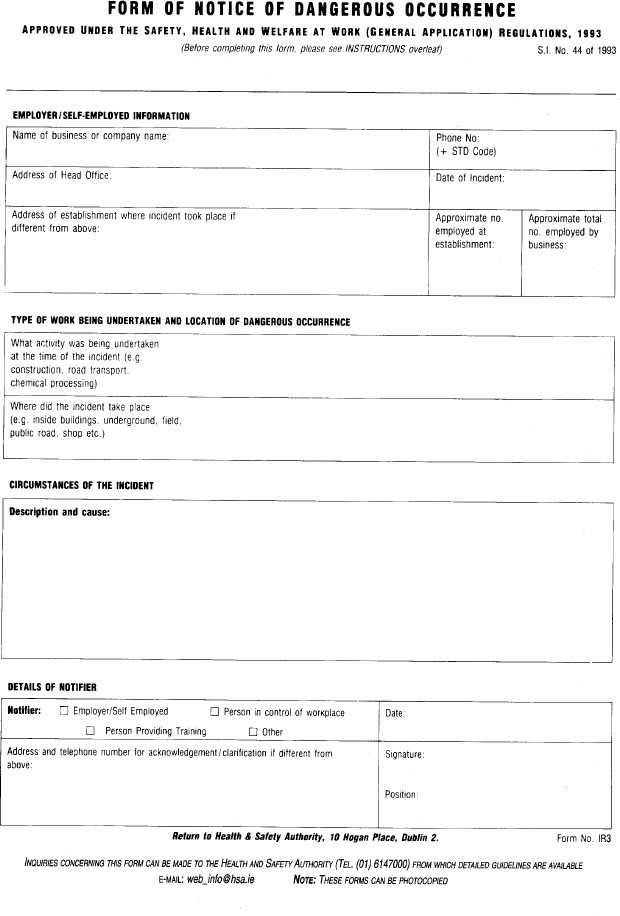 FORM OF NOTICE OF DANGEROUS OCCURRENCE
APPROVED UNDER THE SAFETY, HEALTH AND WELFARE AT WORK (GENERAL APPLICATION) REGULATIONS, 1993
(Before completing this form, please see INSTRUCTIONS overleaf)
S.I. No. 44 of 1993
EMPLOYER/SELF-EMPLOYED INFORMATION
Name of business or company name:
Phone No:
(+ STD Code)
Address of Head Office:
Date of Incident:
Address of establishment where incident took place if
different from above:
Approximate no.
employed at
establishment:
Approximate total
no. employed by
business:
TYPE OF WORK BEING UNDERTAKEN AND LOCATION OF DANGEROUS OCCURRENCE
What activity was being undertaken
at the time of the incident (e.g.
construction, road transport,
chemical processing)
Where did the incident take place
(e.g. inside buildings, underground, field,
public road, shop etc.)
CIRCUMSTANCES OF THE INCIDENT
Description and cause:
DETAILS OF NOTIFIER
Notifier: ☐ Employer/Self Employed ☐ Person in control of workplace
☐ Person Providing Training ☐ Other
Date:
Address and telephone number for acknowledgement/clarification if different from
above:
Signature:
Position:
Return to Health & Safety Authority, 10 Hogan Place, Dublin 2.
Form No. IR3
INQUIRIES CONCERNING THIS FORM CAN BE MADE TO THE HEALTH AND SAFETY AUTHORITY (TEL. (01) 6147000) FROM WHICH DETAILED GUIDELINES ARE AVAILABLE
E-MAIL: web_info@hsa.ie NOTE: THESE FORMS CAN BE PHOTOCOPIED